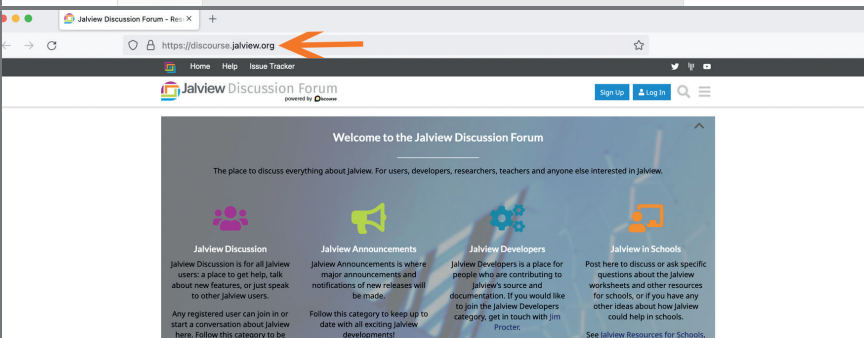 Jalview Discussion Forum - Res
https://discourse.jalview.org
Home Help Issue Tracker
Jalview Discussion Forum
powered by Discourse
Sign Up Log In
Welcome to the Jalview Discussion Forum
The place to discuss everything about Jalview. For users, developers, researchers, teachers and anyone else interested in Jalview.
Jalview Discussion
Jalview Discussion is for all Jalview
users: a place to get help, talk
about new features, or just speak
to other Jalview users.
Any registered user can join in or
start a conversation about Jalview
here. Follow this category to be
Jalview Announcements
Jalview Announcements is where
major announcements and
notifications of new releases will
be made.
Follow this category to keep up to
date with all exciting Jalview
developments!
Jalview Developers
Jalview Developers is a place for
people who are contributing to
Jalview's source and
documentation. If you would like
to join the Jalview Developers
category, get in touch with Jim
Procter.
Jalview in Schools
Post here to discuss or ask specific
questions about the Jalview
worksheets and other resources
for schools, or if you have any
other ideas about how Jalview
could help in schools.
See Jalview Resources for Schools.